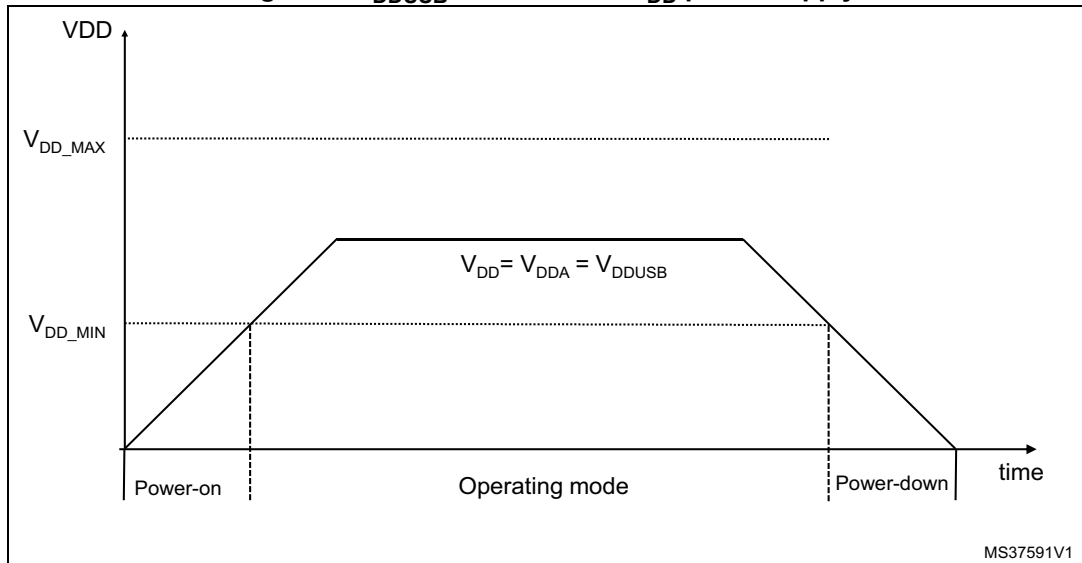 VDD
V_DD_MAX
V_DD= V_DDA = V_DDUSB
V_DD_MIN
time
Power-on
Operating mode
Power-down
MS37591V1